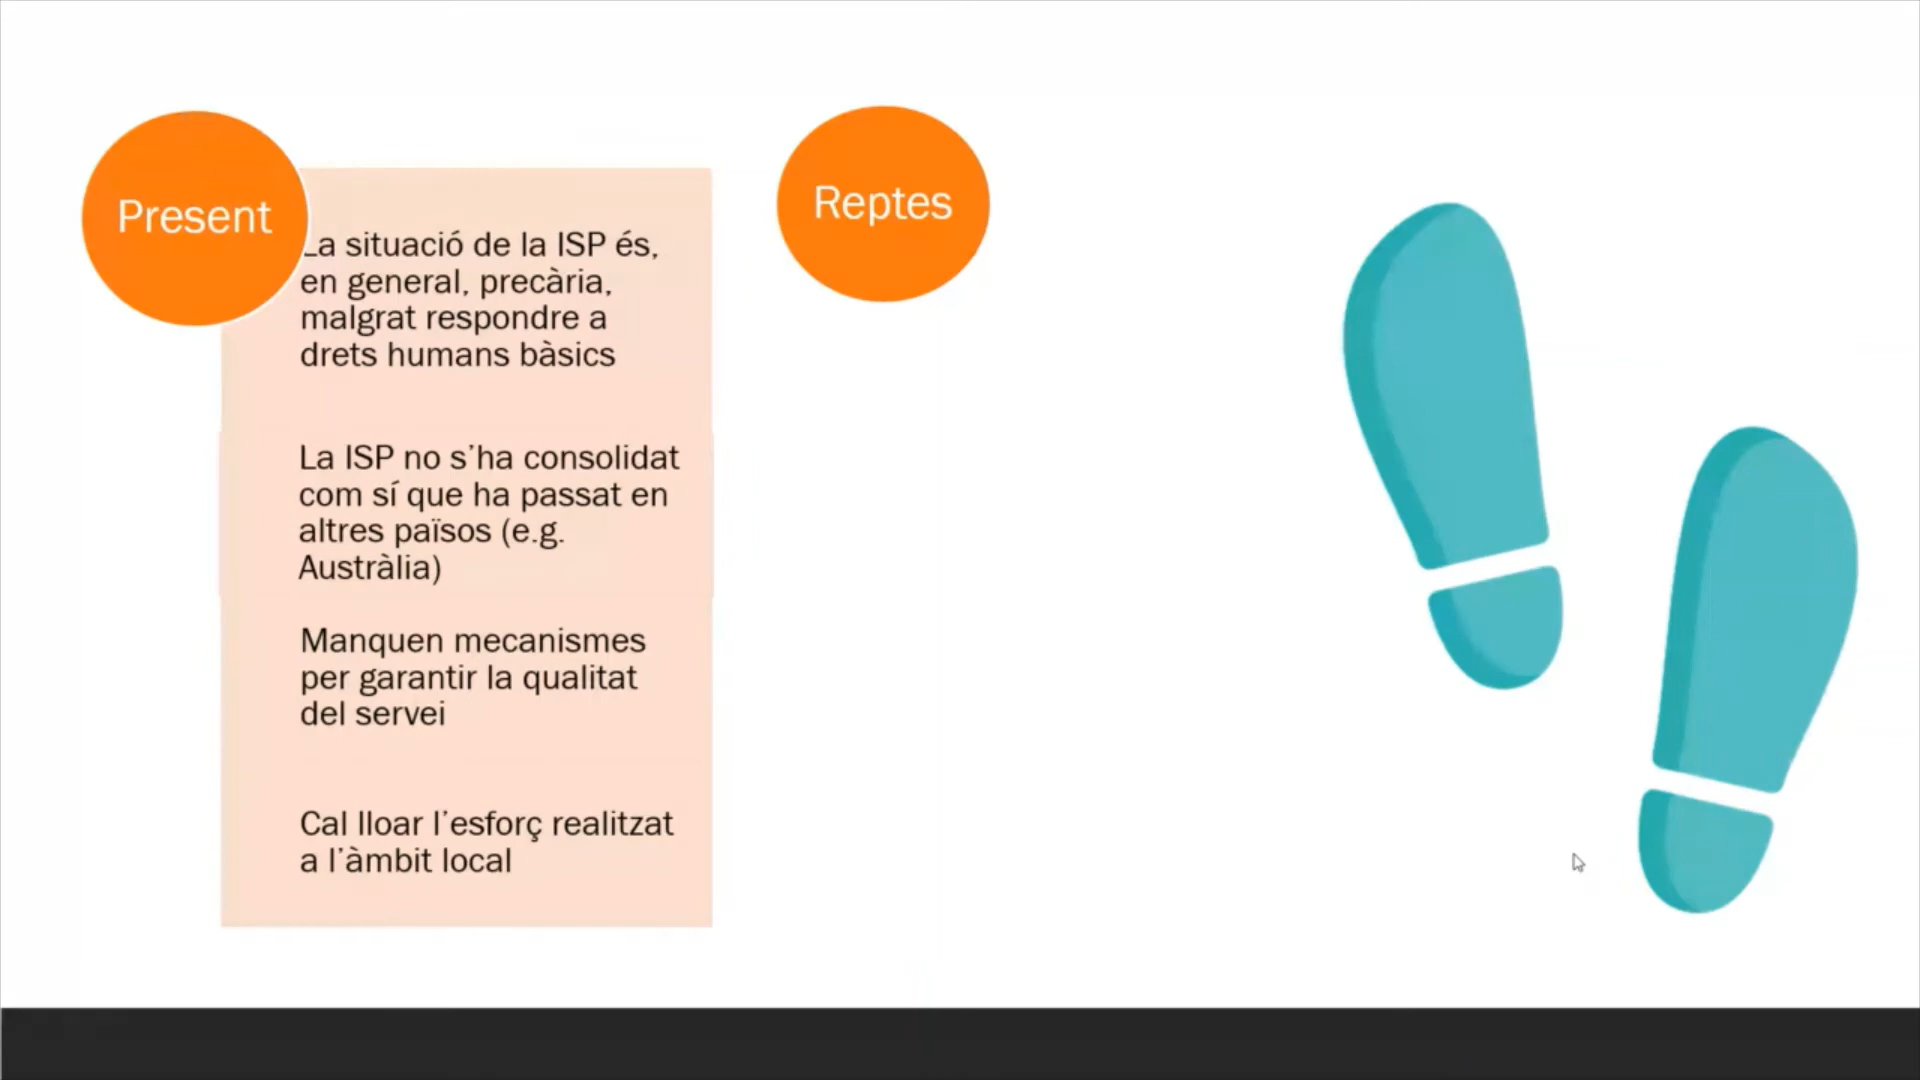 Present
La situació de la ISP és,
en general, precària,
malgrat respondre a
drets humans bàsics
La ISP no s’ha consolidat
com sí que ha passat en
altres països (e.g.
Austràlia)
Manquen mecanismes
per garantir la qualitat
del servei
Cal lloar l’esforç realitzat
a l’àmbit local
Reptes